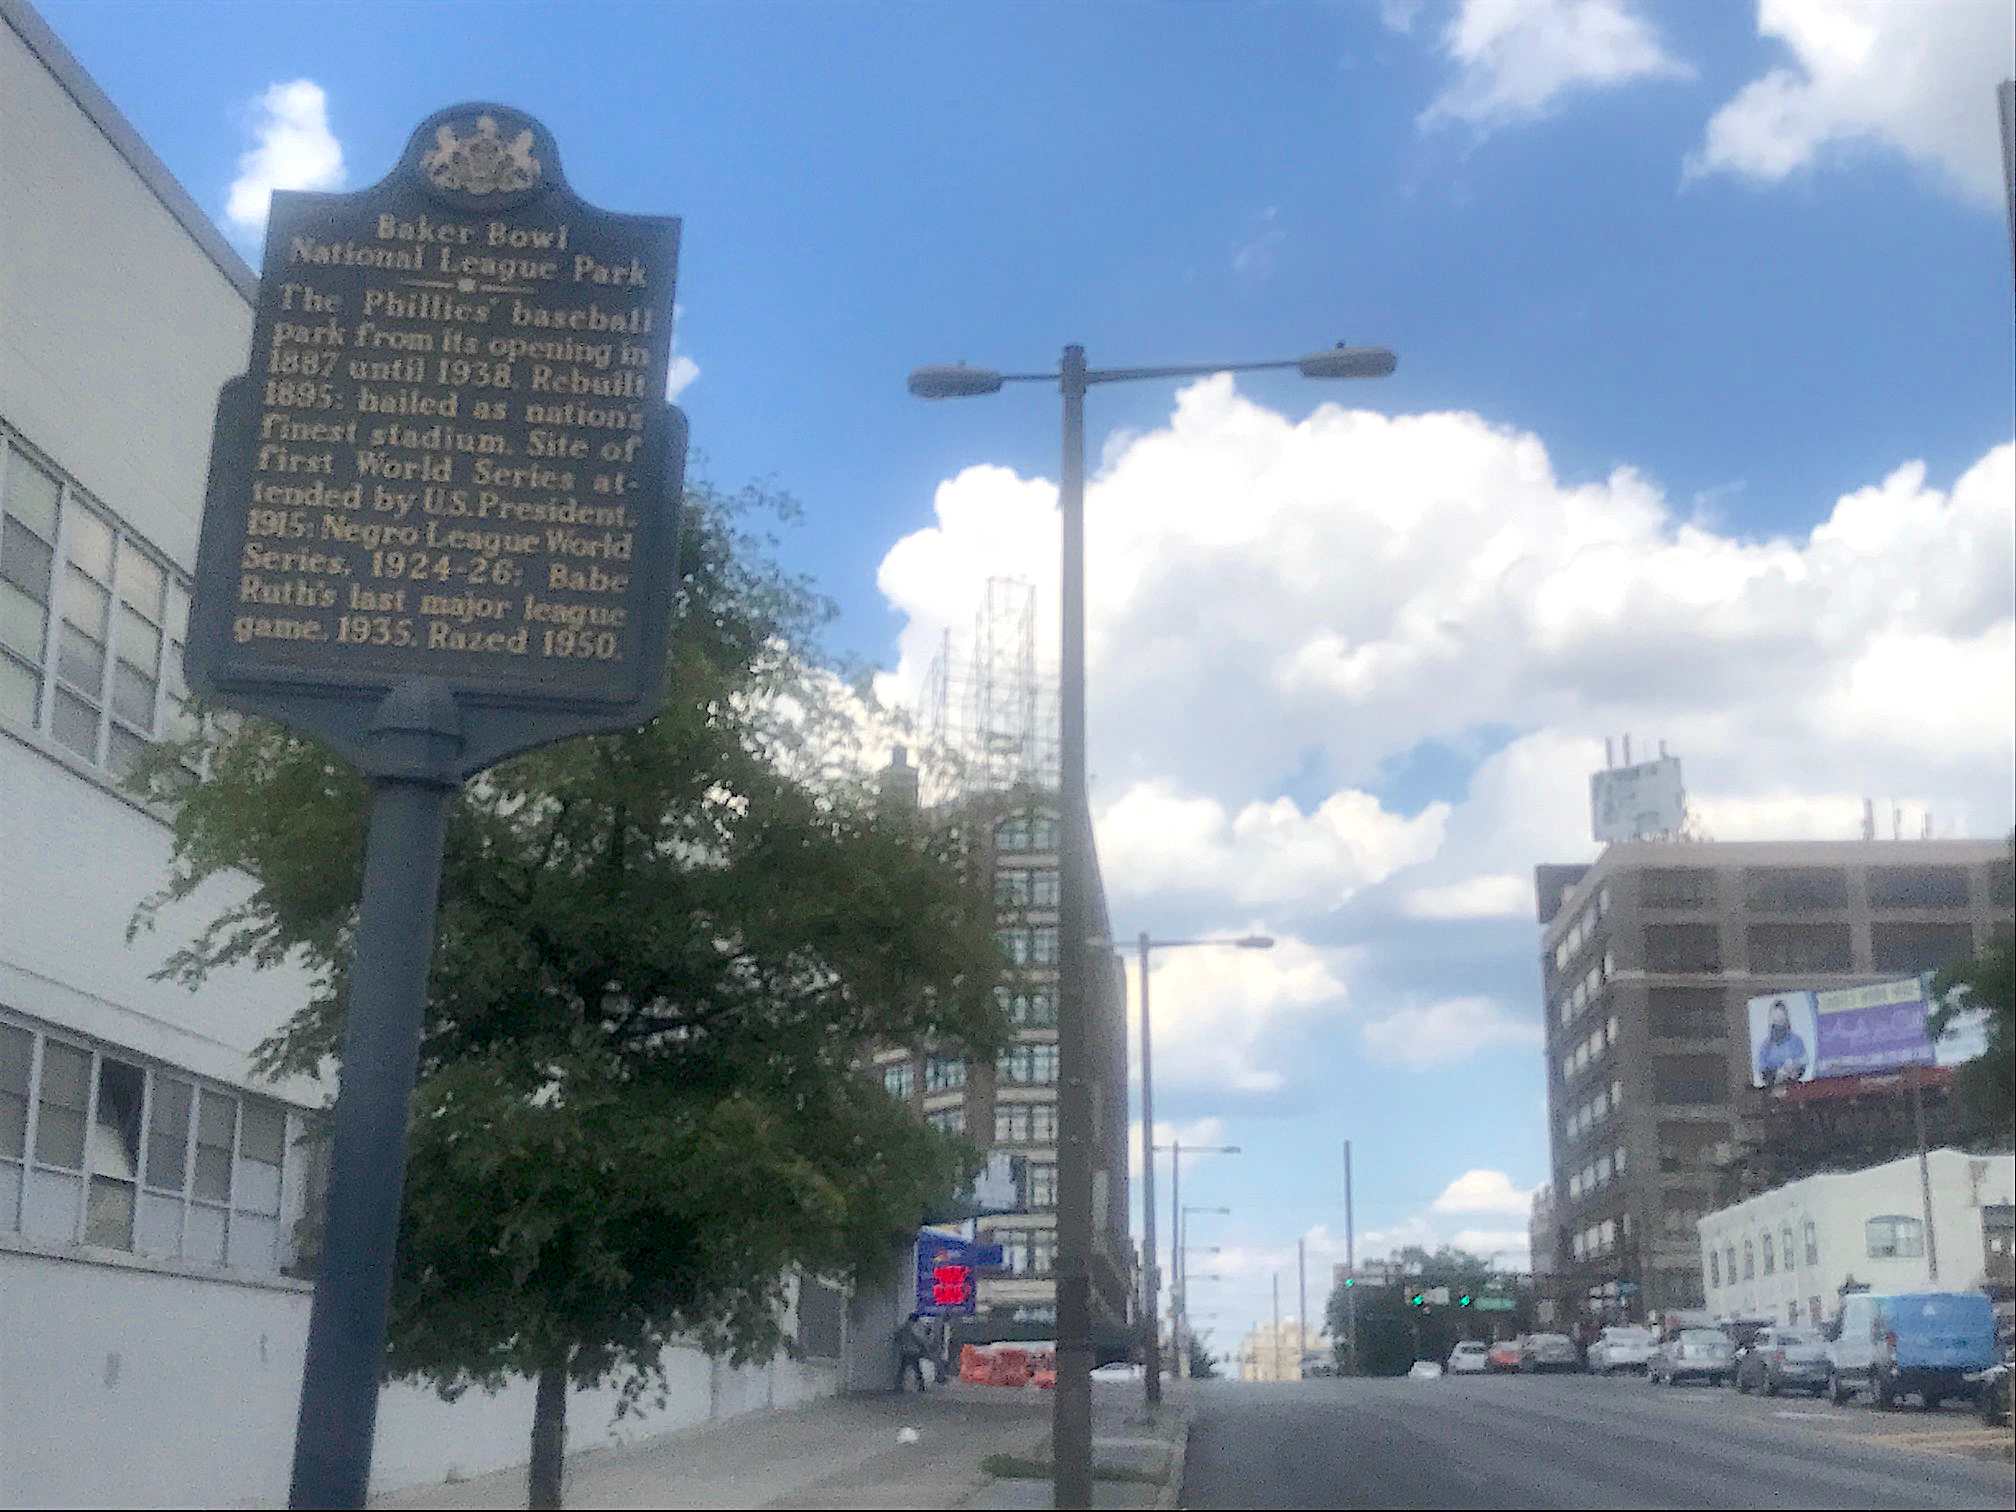 Baker Bowl
National League Park
The Phillies' baseball
park from its opening in
1887 until 1938. Rebuilt
1895; hailed as nation's
finest stadium. Site of
first World Series at-
tended by U.S. President,
1915; Negro League World
Series, 1924-26; Babe
Ruth's last major league
game, 1935. Razed 1950.